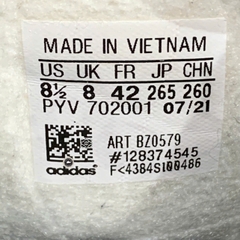 MADE IN VIETNAM
US UK FR JP CHN
8½ 8 42 265 260
PYV 702001 07/21
ART BZ0579
#128374545
F<4384S100486
adidas